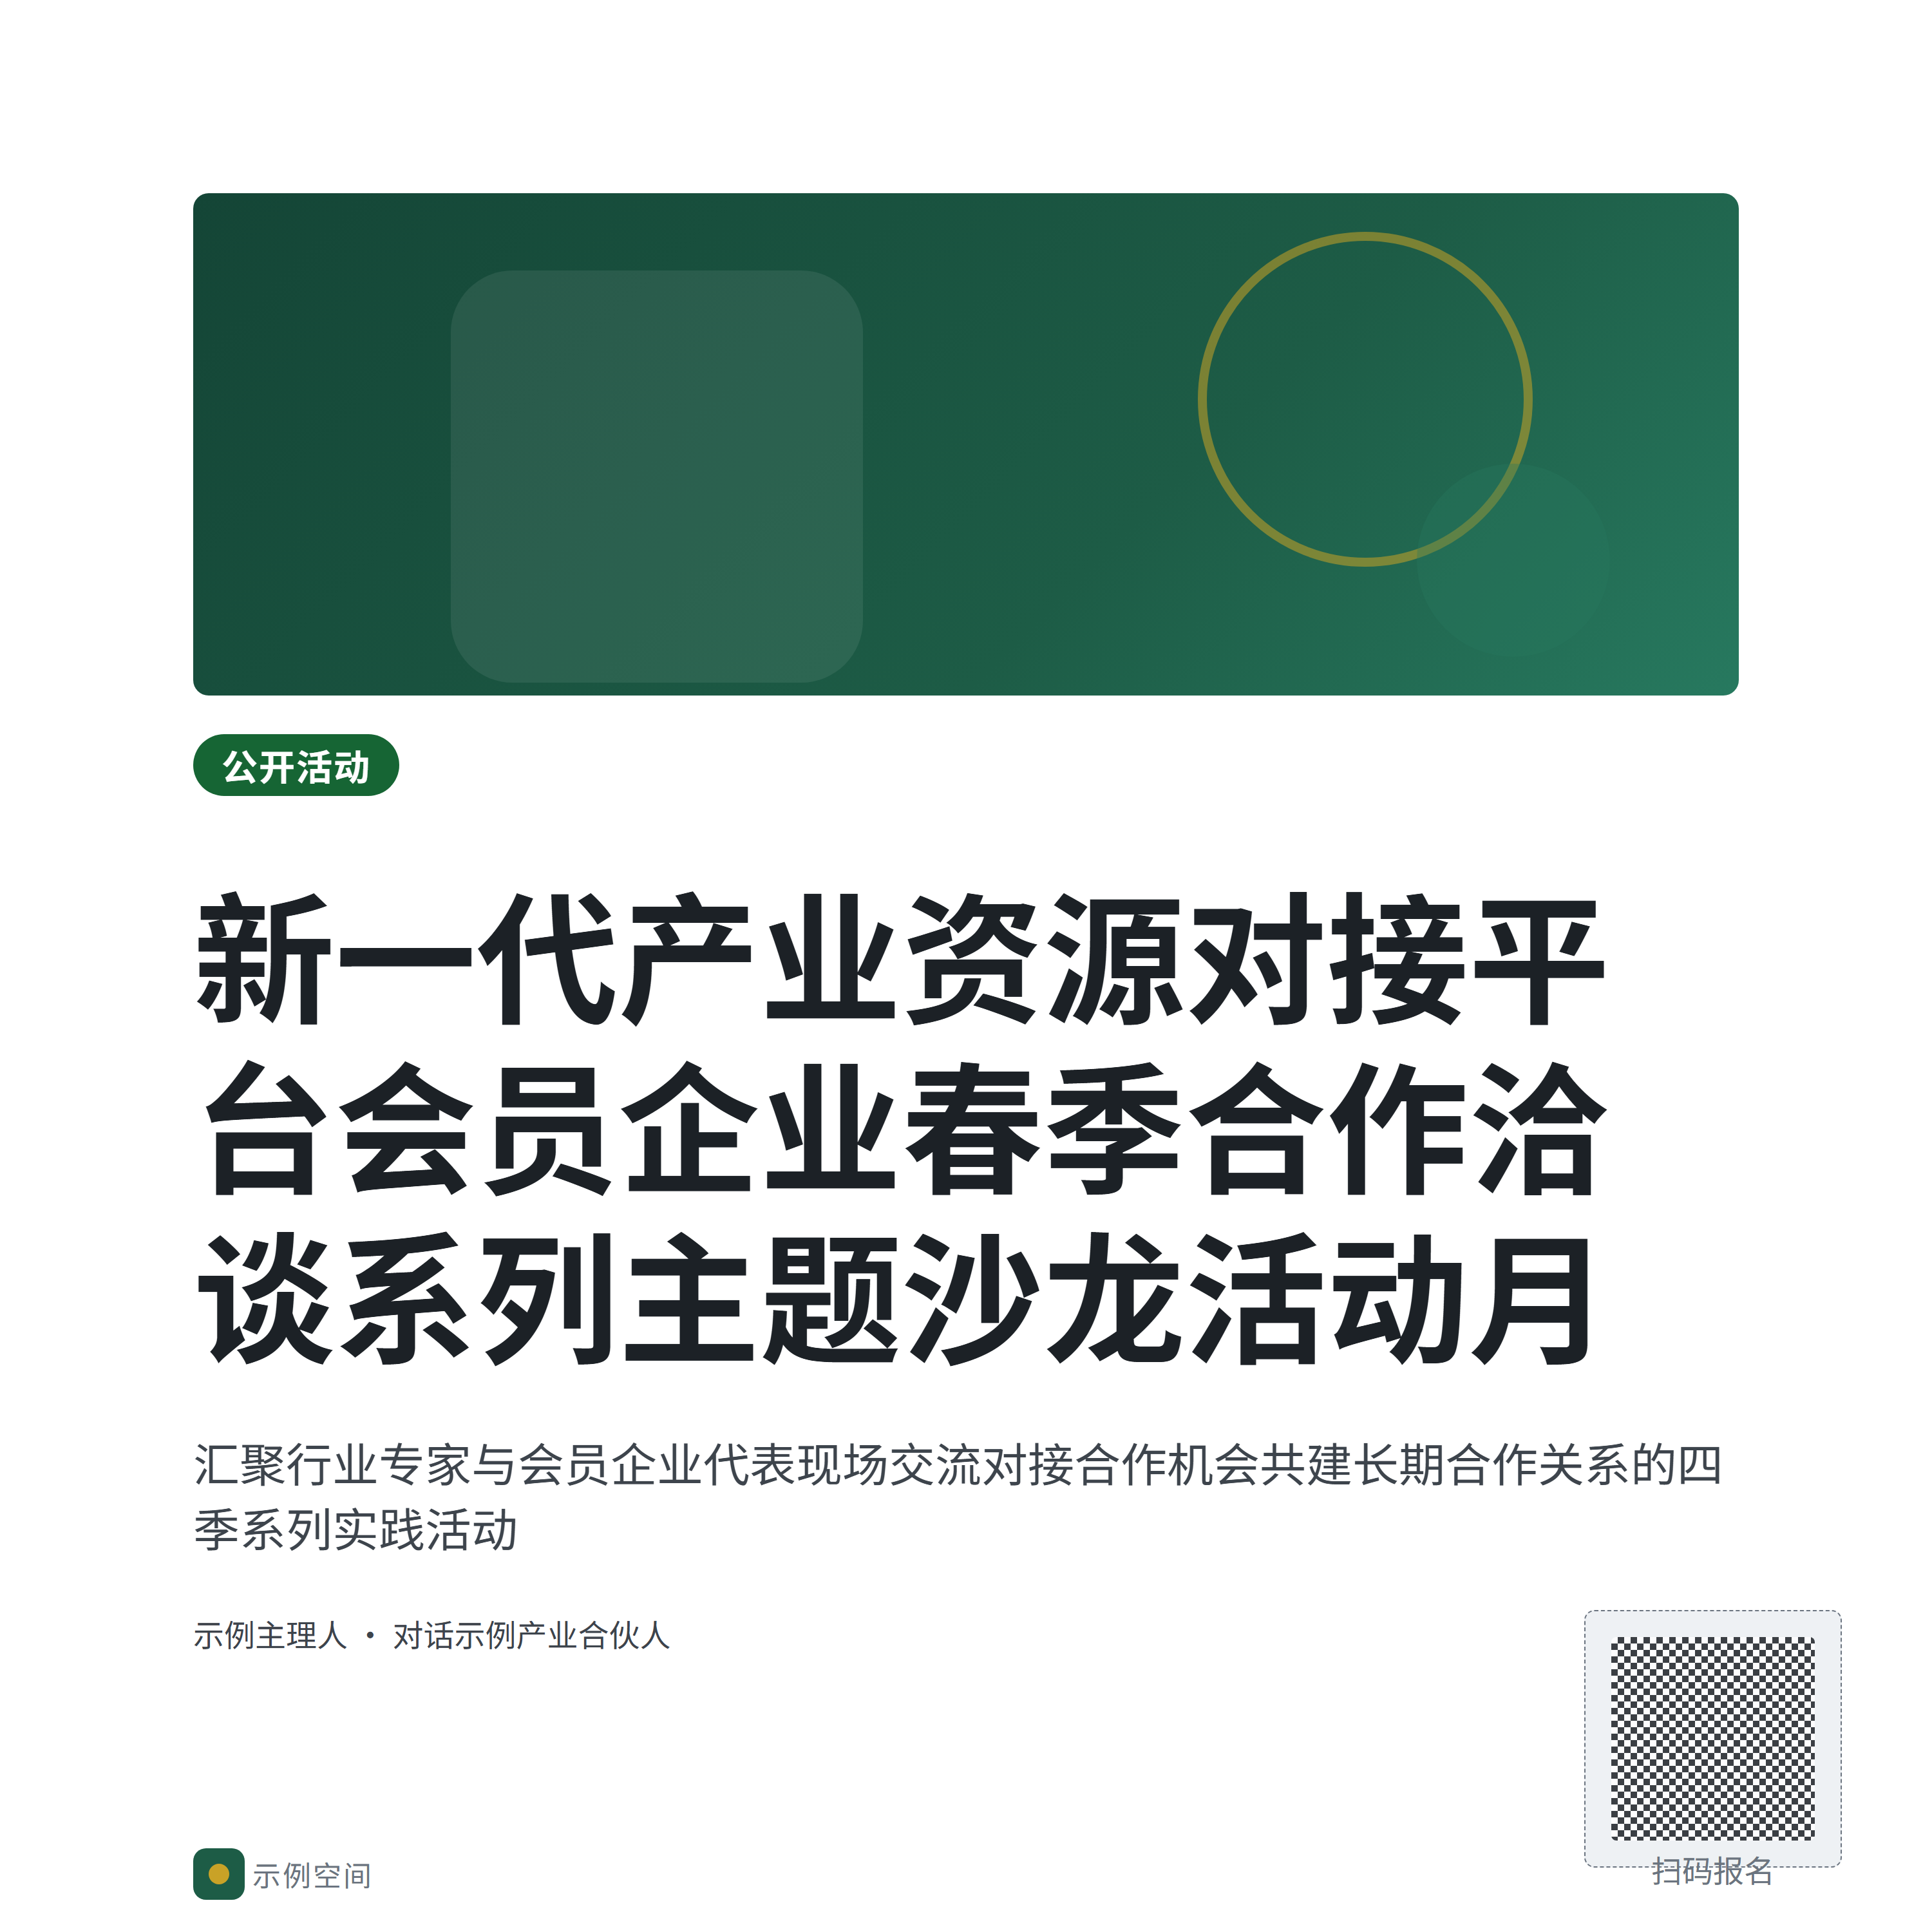 公开活动
新一代产业资源对接平
台会员企业春季合作洽
谈系列主题沙龙活动月
汇聚行业专家与会员企业代表现场交流对接合作机会共建长期合作关系的四
季系列实践活动
示例主理人 · 对话示例产业合伙人
扫码报名
示例空间